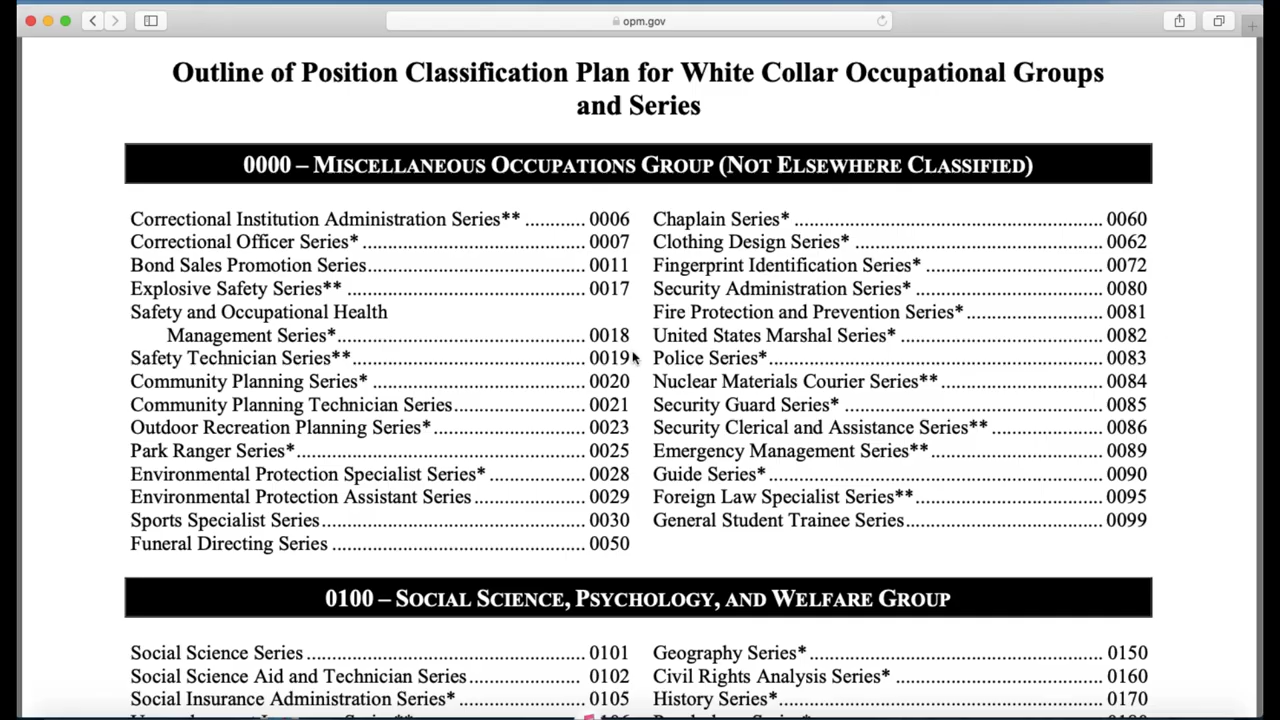 opm.gov
Outline of Position Classification Plan for White Collar Occupational Groups
and Series
0000 – MISCELLANEOUS OCCUPATIONS GROUP (NOT ELSEWHERE CLASSIFIED)
Correctional Institution Administration Series** ........... 0006
Correctional Officer Series* ........................................... 0007
Bond Sales Promotion Series.......................................... 0011
Explosive Safety Series** .............................................. 0017
Safety and Occupational Health
Management Series*................................................ 0018
Safety Technician Series**............................................. 0019
Community Planning Series* ......................................... 0020
Community Planning Technician Series......................... 0021
Outdoor Recreation Planning Series*............................. 0023
Park Ranger Series*........................................................ 0025
Environmental Protection Specialist Series* .................. 0028
Environmental Protection Assistant Series ..................... 0029
Sports Specialist Series................................................... 0030
Funeral Directing Series ................................................. 0050
Chaplain Series* ............................................................. 0060
Clothing Design Series* ................................................. 0062
Fingerprint Identification Series* ................................... 0072
Security Administration Series* ..................................... 0080
Fire Protection and Prevention Series* ........................... 0081
United States Marshal Series* ........................................ 0082
Police Series*.................................................................. 0083
Nuclear Materials Courier Series**................................ 0084
Security Guard Series* ................................................... 0085
Security Clerical and Assistance Series** ...................... 0086
Emergency Management Series**.................................. 0089
Guide Series*.................................................................. 0090
Foreign Law Specialist Series**..................................... 0095
General Student Trainee Series....................................... 0099
0100 – SOCIAL SCIENCE, PSYCHOLOGY, AND WELFARE GROUP
Social Science Series ...................................................... 0101
Social Science Aid and Technician Series...................... 0102
Social Insurance Administration Series*........................ 0105
Geography Series*.......................................................... 0150
Civil Rights Analysis Series* ......................................... 0160
History Series*................................................................ 0170